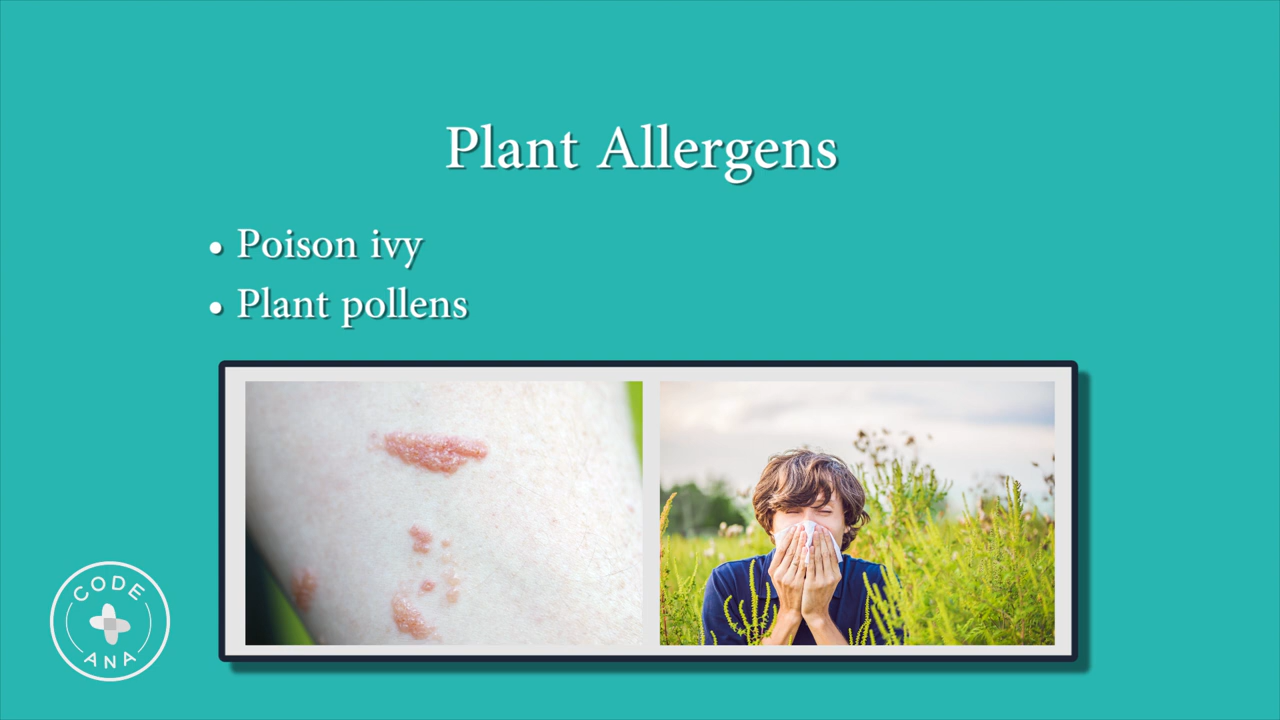 Plant Allergens
• Poison ivy
• Plant pollens
CODE
ANA